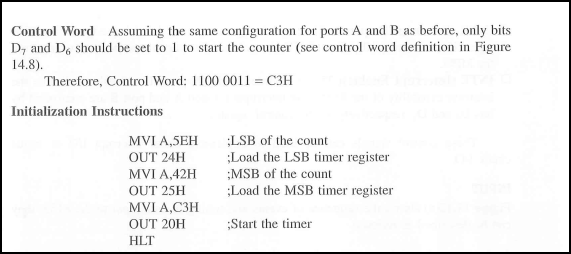 Control Word Assuming the same configuration for ports A and B as before, only bits
D7 and D6 should be set to 1 to start the counter (see control word definition in Figure
14.8).
Therefore, Control Word: 1100 0011 = C3H
Initialization Instructions
MVI A,5EH ;LSB of the count
OUT 24H ;Load the LSB timer register
MVI A,42H ;MSB of the count
OUT 25H ;Load the MSB timer register
MVI A,C3H
OUT 20H ;Start the timer
HLT